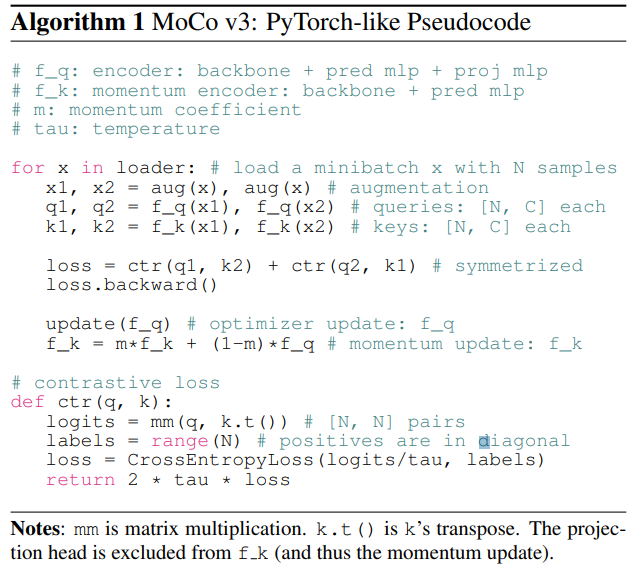 Algorithm 1 MoCo v3: PyTorch-like Pseudocode
# f_q: encoder: backbone + pred mlp + proj mlp
# f_k: momentum encoder: backbone + pred mlp
# m: momentum coefficient
# tau: temperature
for x in loader: # load a minibatch x with N samples
    x1, x2 = aug(x), aug(x) # augmentation
    q1, q2 = f_q(x1), f_q(x2) # queries: [N, C] each
    k1, k2 = f_k(x1), f_k(x2) # keys: [N, C] each
    loss = ctr(q1, k2) + ctr(q2, k1) # symmetrized
    loss.backward()
    update(f_q) # optimizer update: f_q
    f_k = m*f_k + (1-m)*f_q # momentum update: f_k
# contrastive loss
def ctr(q, k):
    logits = mm(q, k.t()) # [N, N] pairs
    labels = range(N) # positives are in diagonal
    loss = CrossEntropyLoss(logits/tau, labels)
    return 2 * tau * loss
Notes: mm is matrix multiplication. k.t() is k's transpose. The projec-
tion head is excluded from f_k (and thus the momentum update).